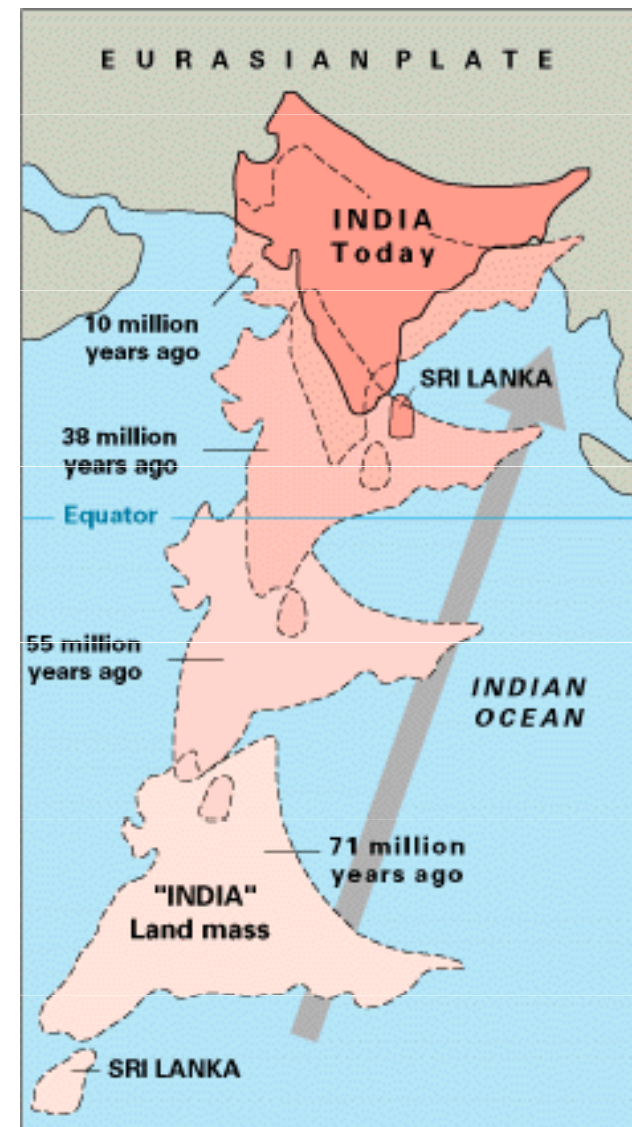 EURASIAN PLATE
INDIA
Today
10 million
years ago
SRI LANKA
38 million
years ago
Equator
55 million
years ago
INDIAN
OCEAN
71 million
years ago
"INDIA"
Land mass
SRI LANKA